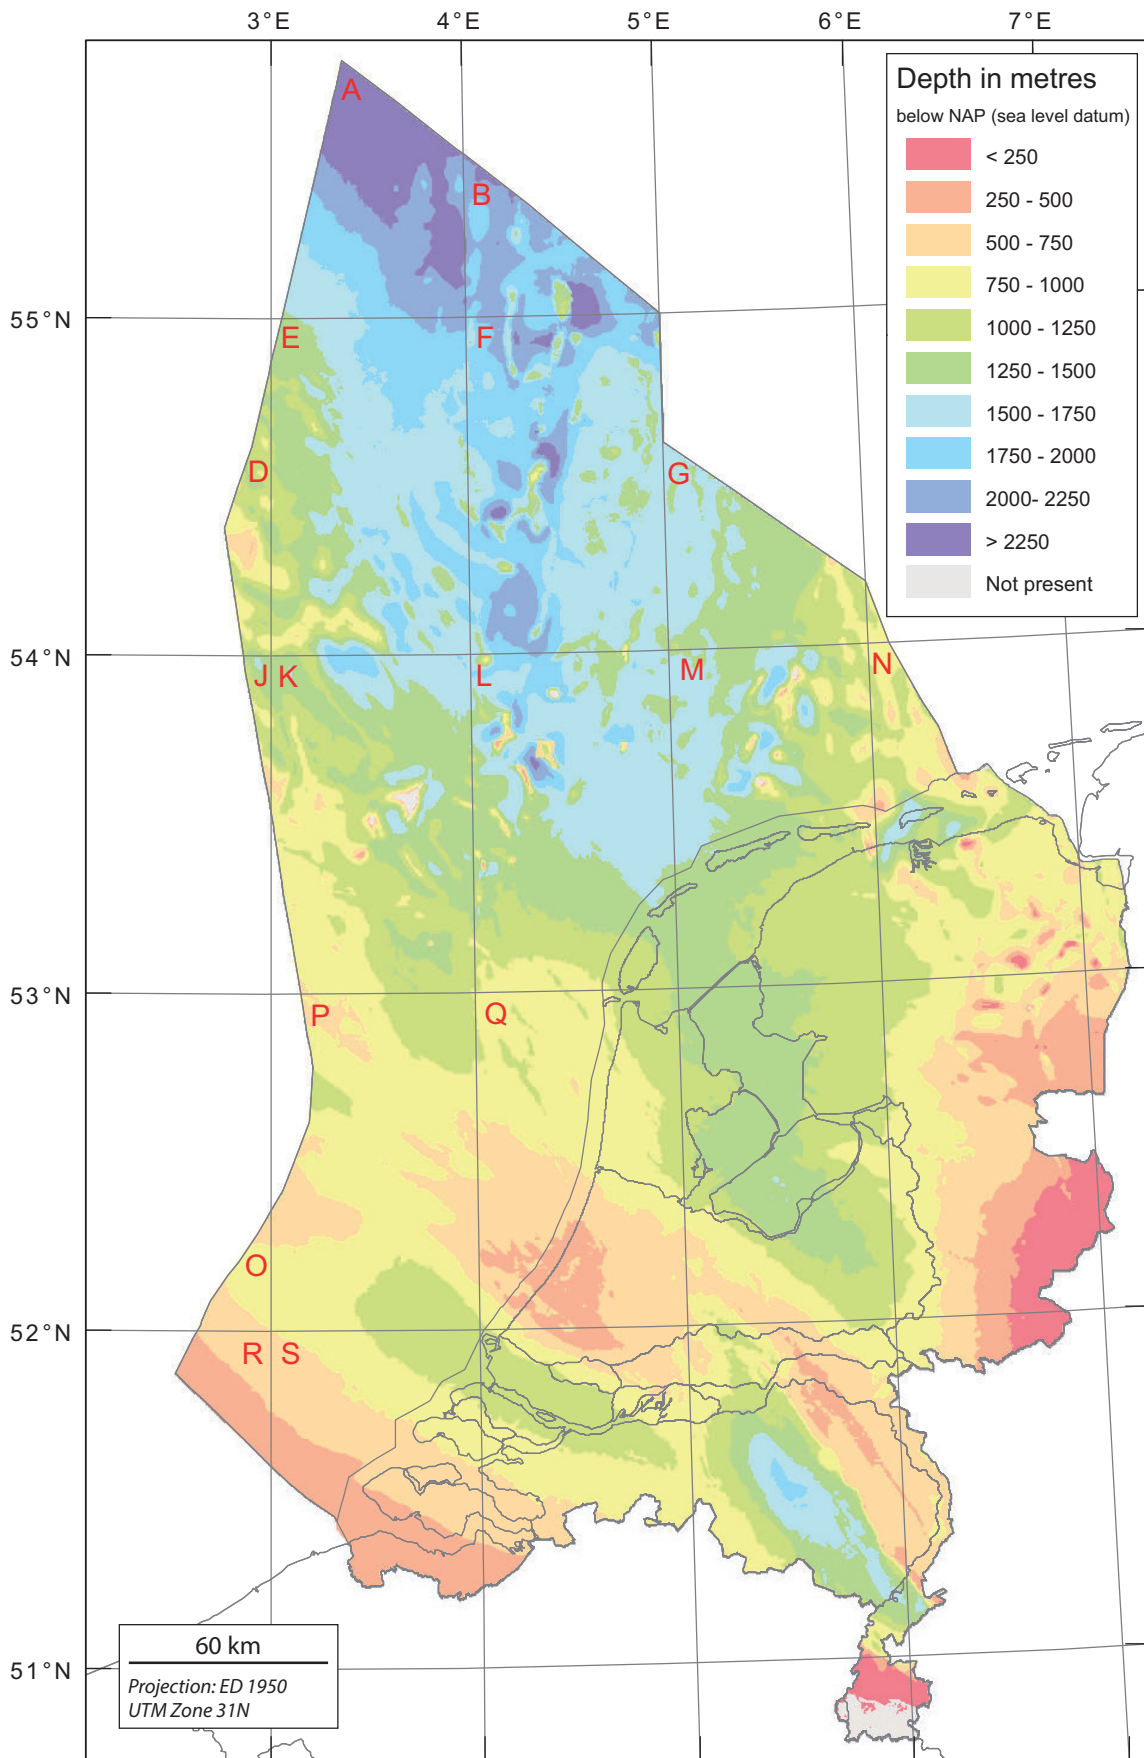 3°E 4°E 5°E 6°E 7°E
Depth in metres
below NAP (sea level datum)
< 250
250 - 500
500 - 750
750 - 1000
1000 - 1250
1250 - 1500
1500 - 1750
1750 - 2000
2000- 2250
> 2250
Not present
A
B
55°N
E F
D G
54°N
J K L M N
53°N
P Q
O
52°N
R S
51°N
60 km
Projection: ED 1950
UTM Zone 31N